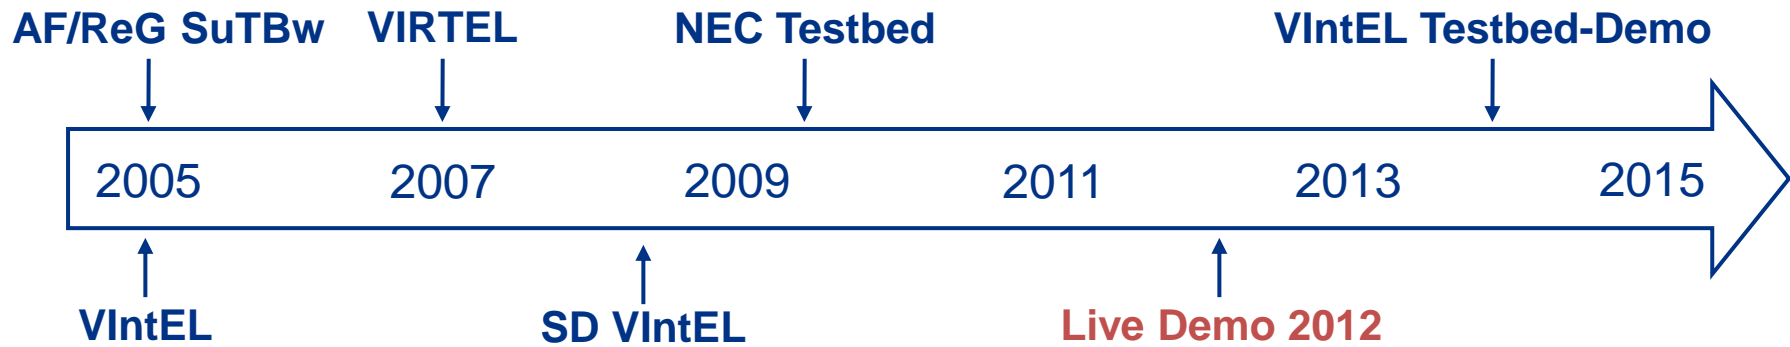 AF/ReG SuTBw
VIRTEL
NEC Testbed
VIntEL Testbed-Demo
2005
2007
2009
2011
2013
2015
VIntEL
SD VIntEL
Live Demo 2012